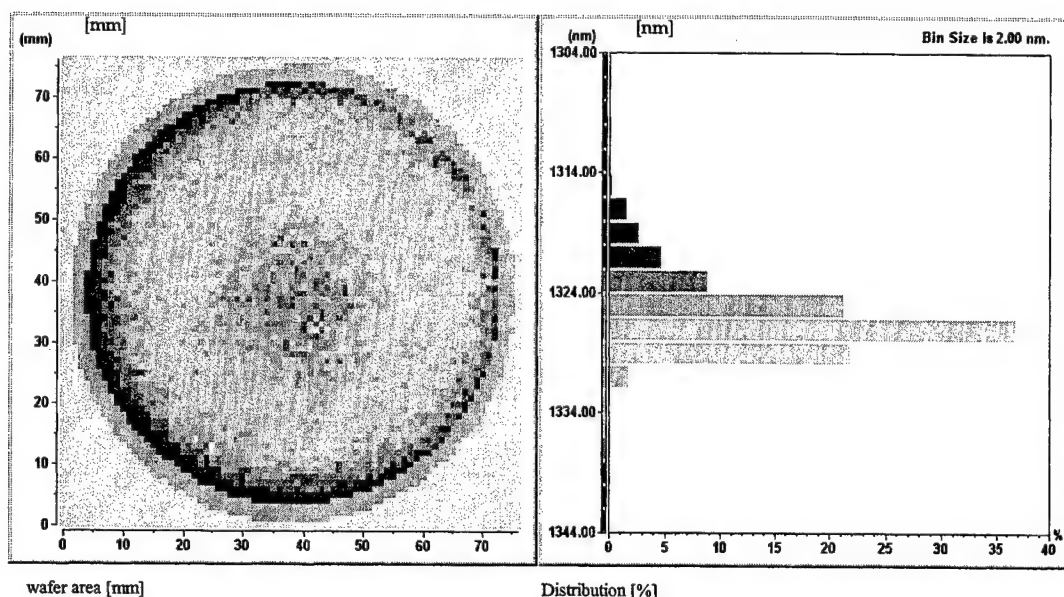 [mm]
(mm)
70
60
50
40
30
20
10
0
0 10 20 30 40 50 60 70
wafer area [mm]
[nm]
(nm)
Bin Size is 2.00 nm.
1304.00
1314.00
1324.00
1334.00
1344.00
0 5 10 15 20 25 30 35 40 %
Distribution [%]